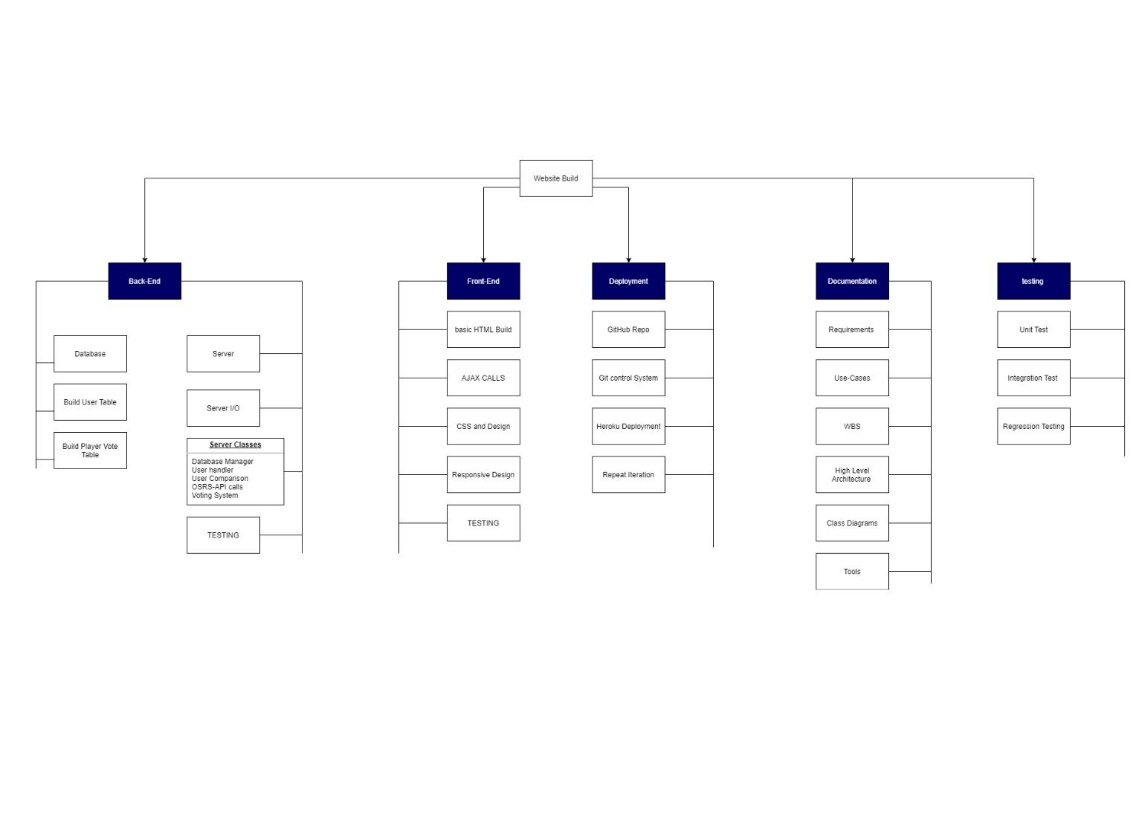 Website Build
Back-End
Database
Build User Table
Build Player Vote
Table
Server
Server I/O
Server Classes
Database Manager
User handler
User Comparison
OSRS-API calls
Voting System
TESTING
Front-End
basic HTML Build
AJAX CALLS
CSS and Design
Responsive Design
TESTING
Deployment
GitHub Repo
Git control System
Heroku Deployment
Repeat Iteration
Documentation
Requirements
Use-Cases
WBS
High Level
Architecture
Class Diagrams
Tools
testing
Unit Test
Integration Test
Regression Testing